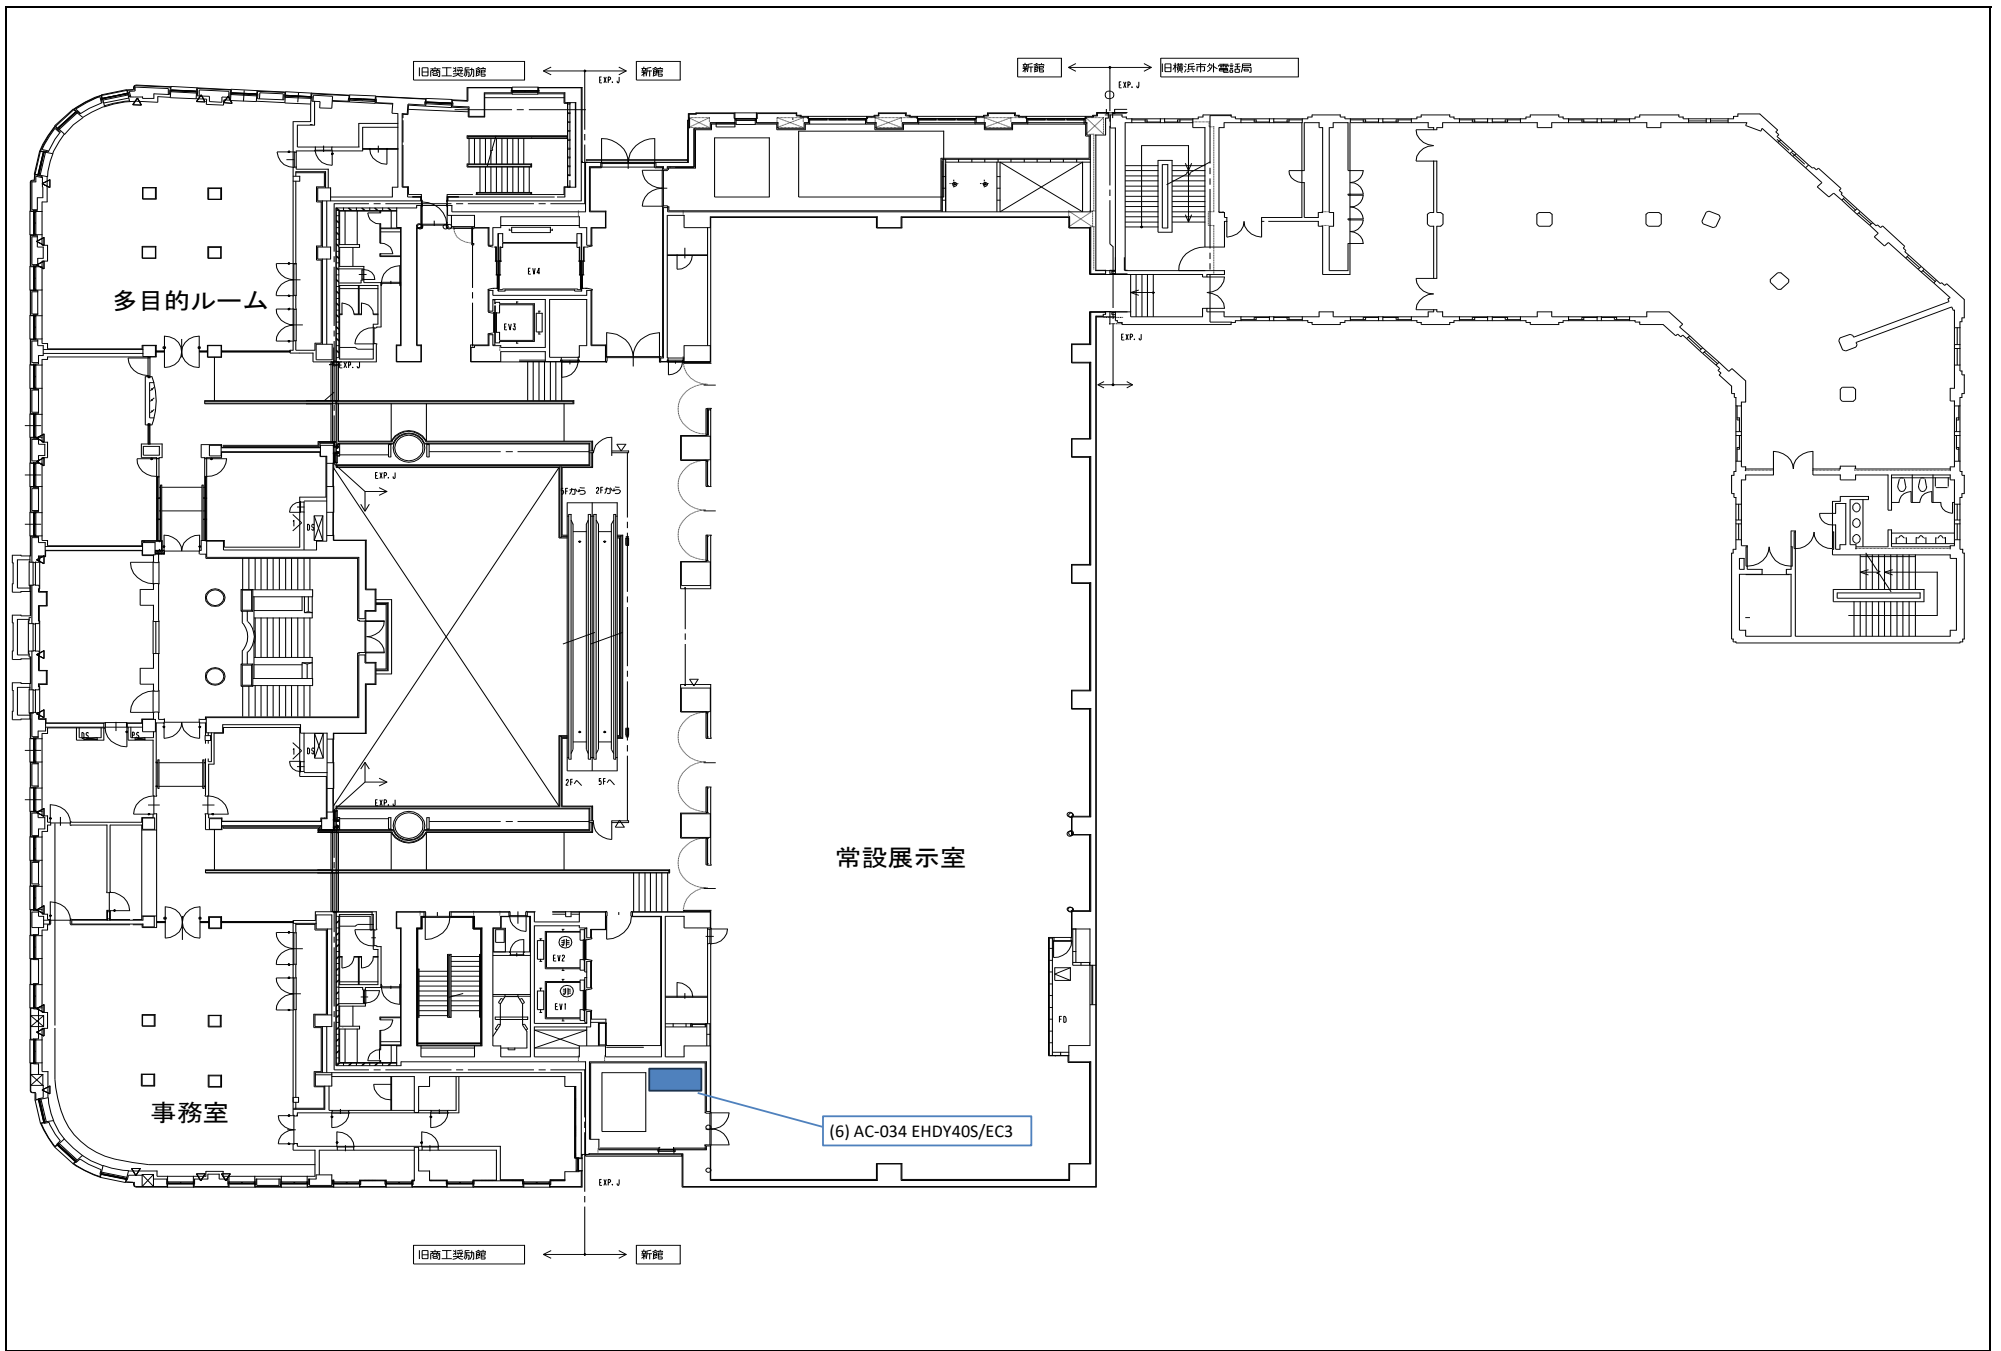 旧商工奨励館
新館
EXP. J
新館
旧横浜市外電話局
EXP. J
EV4
EV3
多目的ルーム
EXP. J
EXP. J
EXP. J
5Fから 2Fから
DS
DS
PS
DS
2Fへ 5Fへ
EXP. J
常設展示室
非
EV2
非
EV1
FD
事務室
(6) AC-034 EHDY40S/EC3
EXP. J
旧商工奨励館
新館